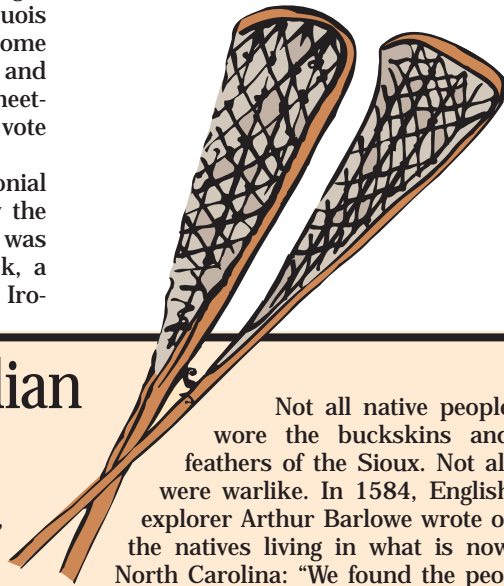 uois
ome
and
neet-
vote
onial
the
was
k, a
Iro-
lian
Not all native people
wore the buckskins and
feathers of the Sioux. Not al
were warlike. In 1584, English
explorer Arthur Barlowe wrote o
the natives living in what is now
North Carolina: “We found the peo